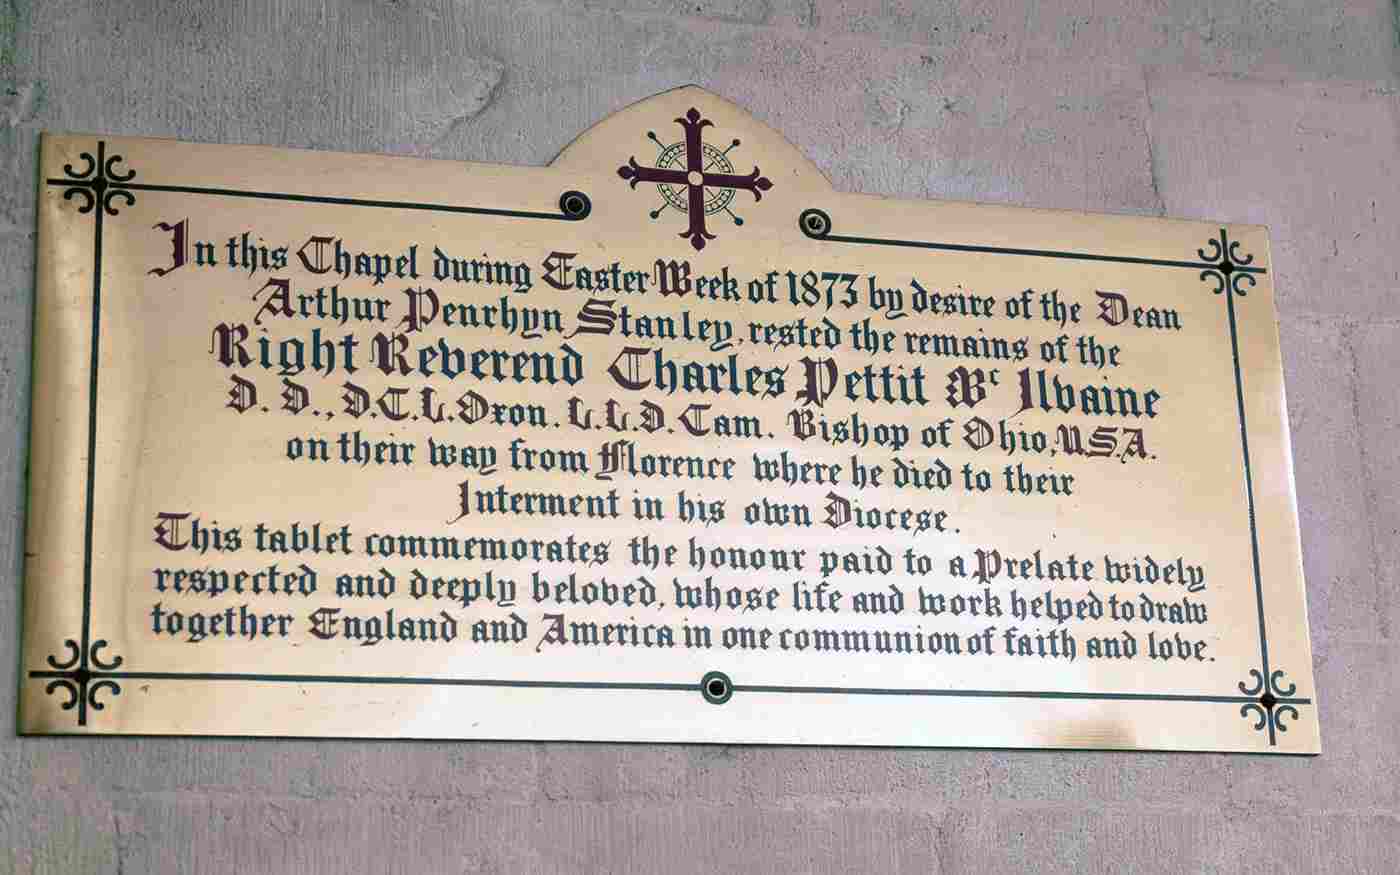 In this Chapel during Easter Week of 1873 by desire of the Dean
Arthur Penrhyn Stanley, rested the remains of the
Right Reverend Charles Pettit Mc Ilvaine
D. D., D.C.L. Oxon. L.L.D. Cam. Bishop of Ohio, U.S.A.
on their way from Florence where he died to their
Interment in his own Diocese.
This tablet commemorates the honour paid to a Prelate widely
respected and deeply beloved, whose life and work helped to draw
together England and America in one communion of faith and love.